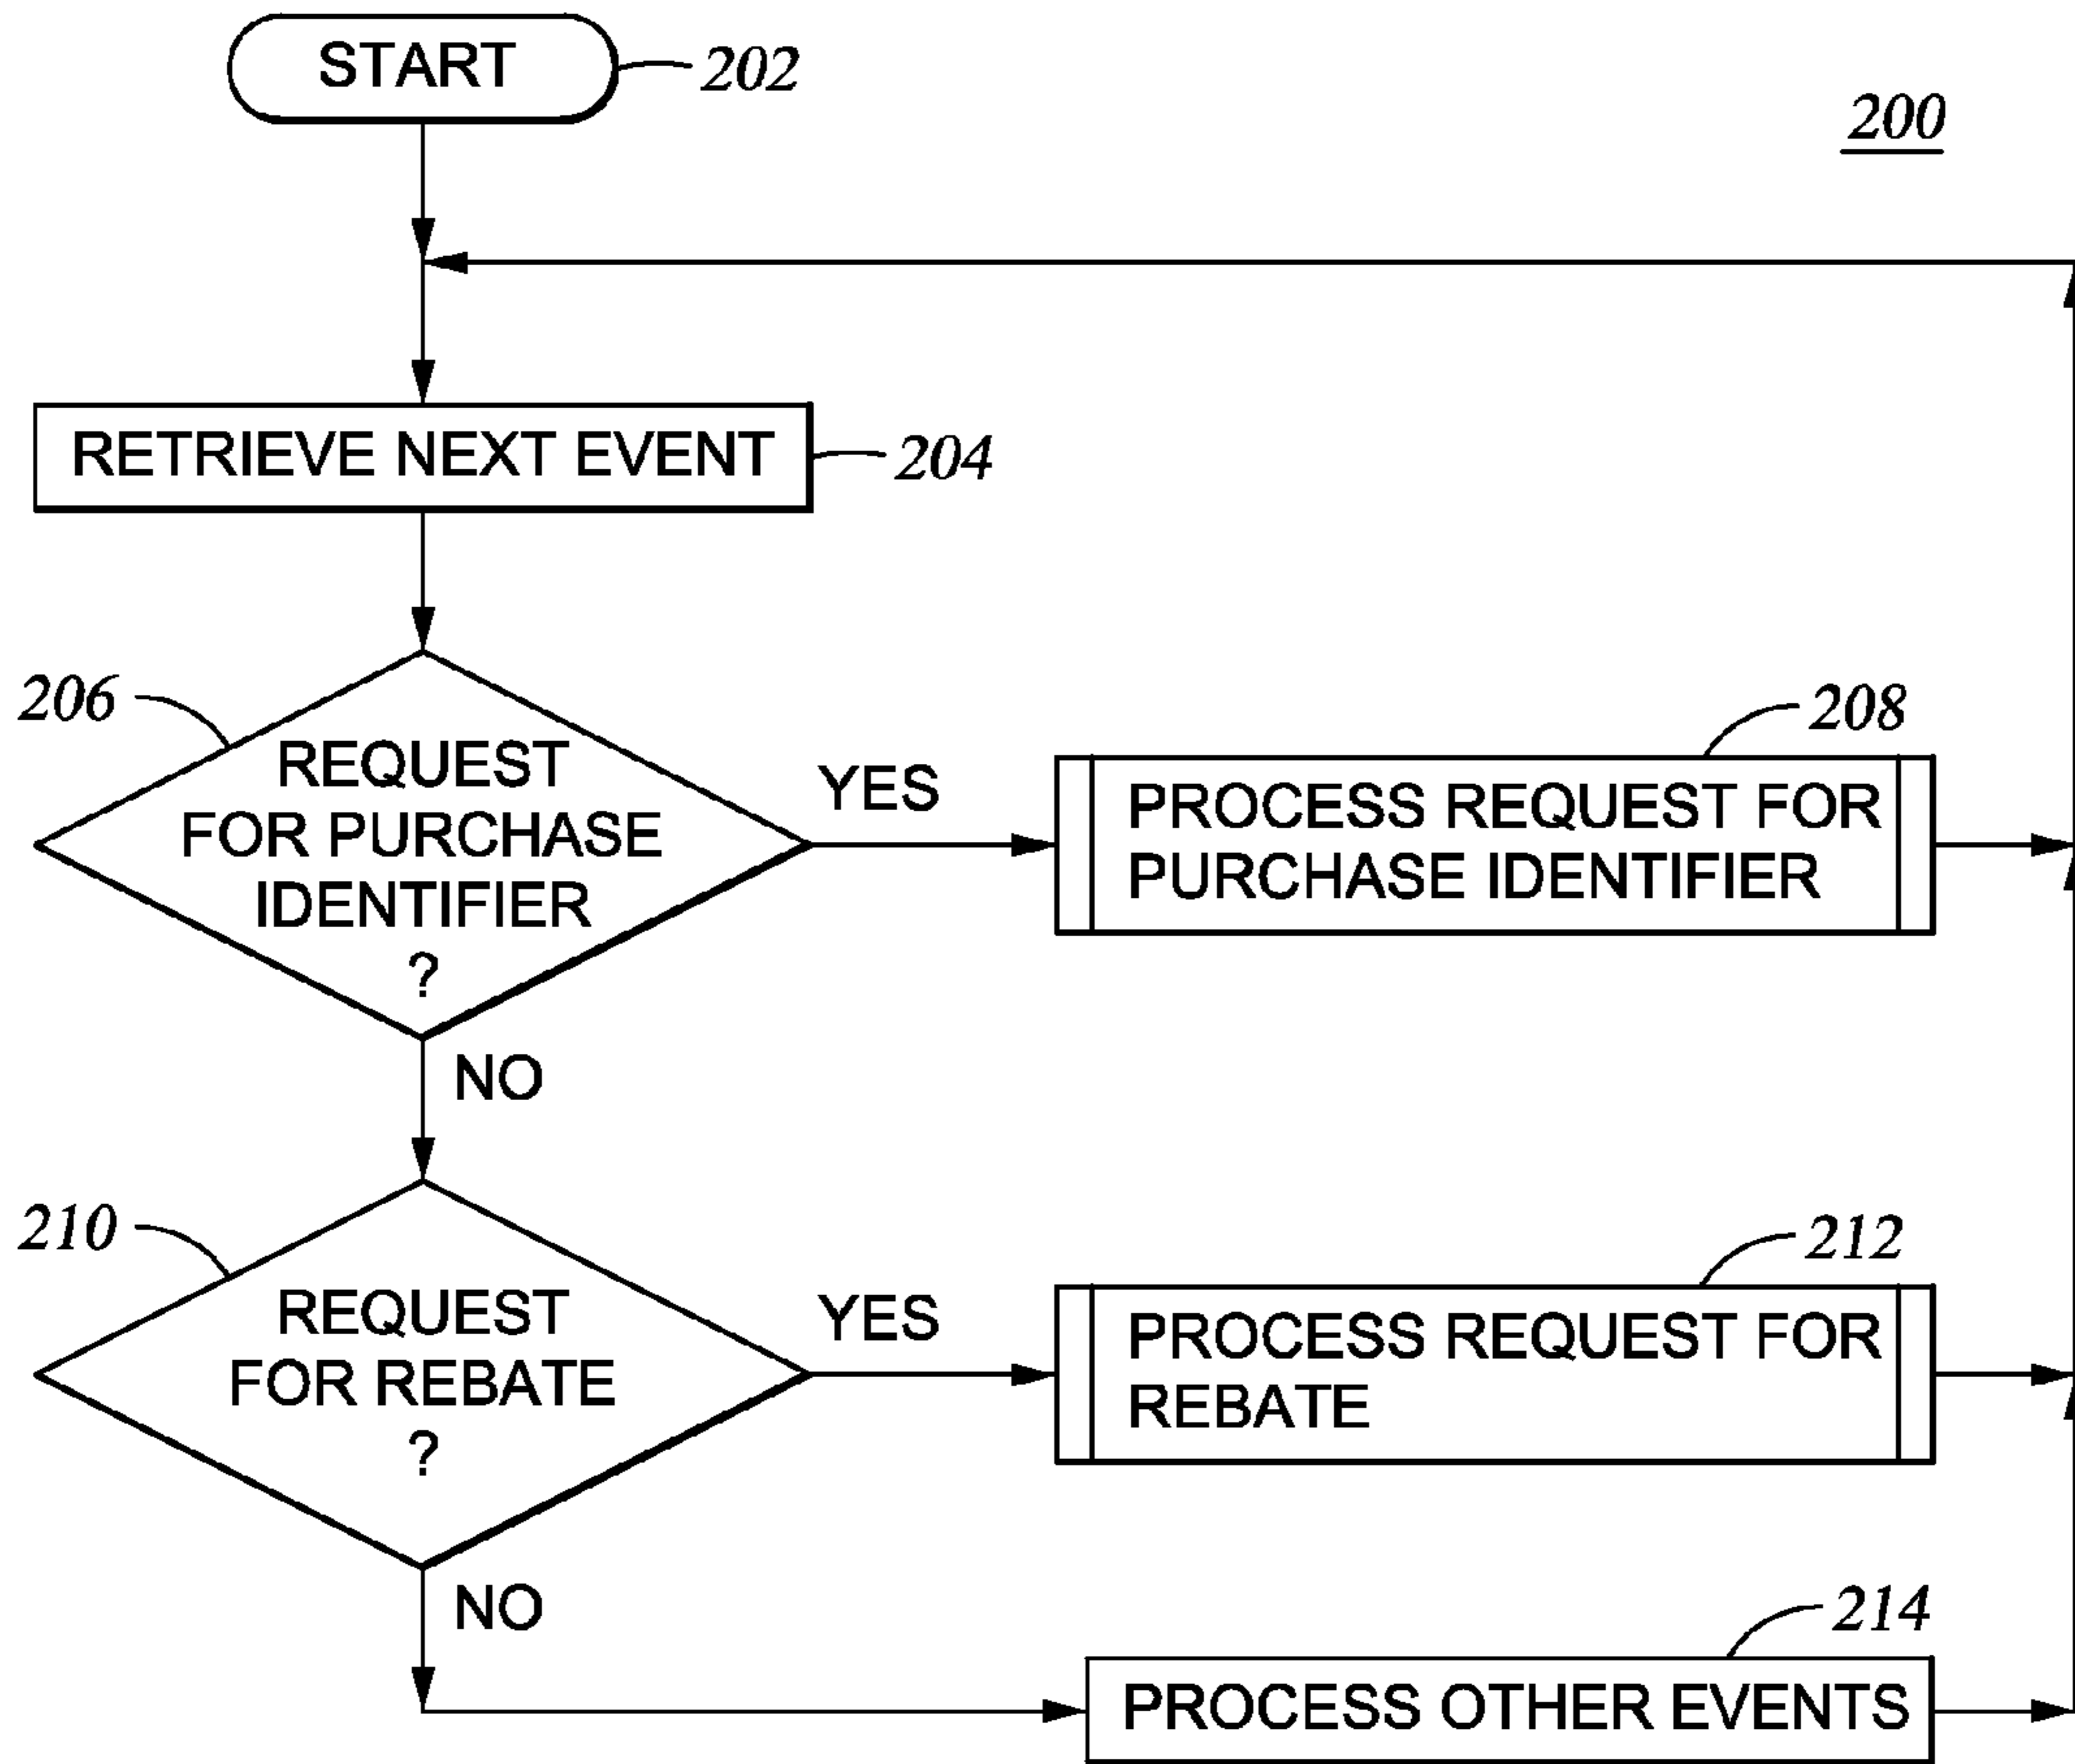 START
202
200
RETRIEVE NEXT EVENT
204
206
REQUEST
FOR PURCHASE
IDENTIFIER
?
YES
208
PROCESS REQUEST FOR
PURCHASE IDENTIFIER
NO
210
REQUEST
FOR REBATE
?
YES
212
PROCESS REQUEST FOR
REBATE
NO
214
PROCESS OTHER EVENTS